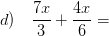 d) 7x/3 + 4x/6 =